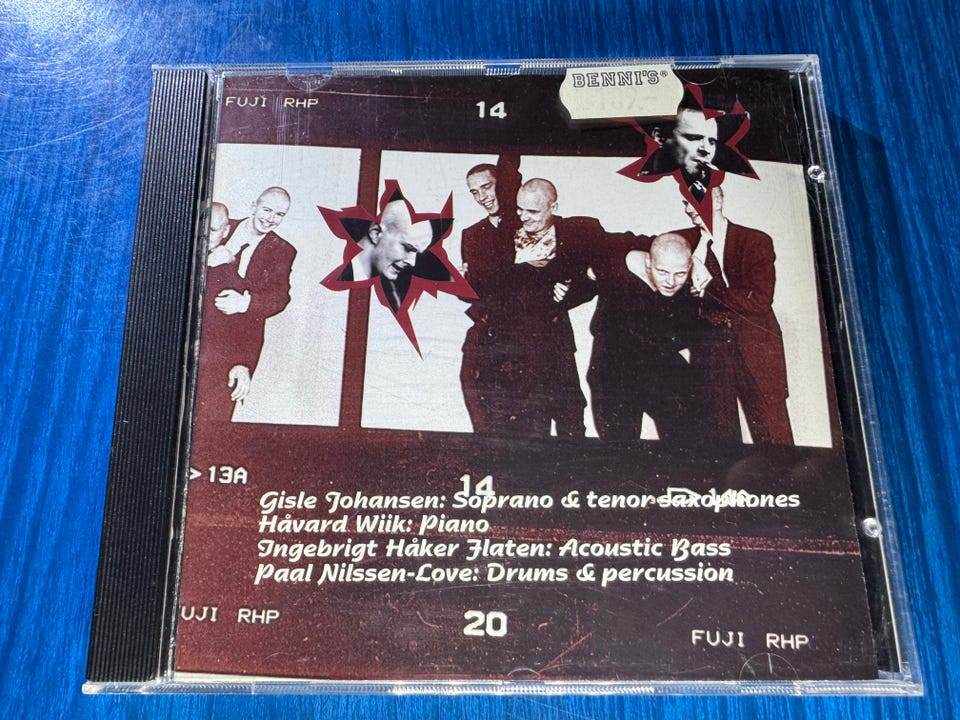 BENNI'S®
FUJI RHP
14
> 13A
14
14A
Gisle Johansen: Soprano & tenor saxophones
Håvard Wiik: Piano
Ingebrigt Håker Flaten: Acoustic Bass
Paal Nilssen-Love: Drums & percussion
UJI RHP
20
FUJI RHP